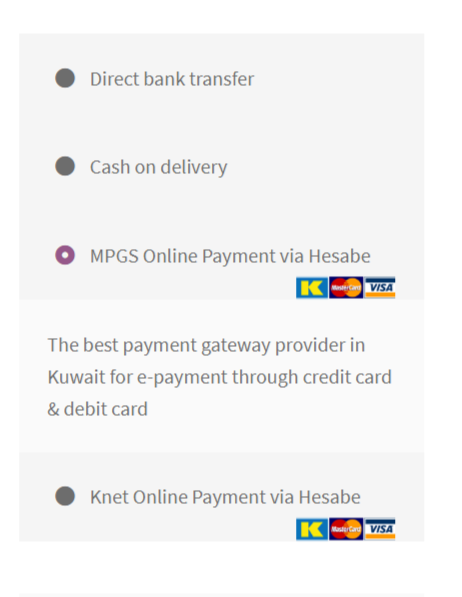 Direct bank transfer
Cash on delivery
MPGS Online Payment via Hesabe
K MasterCard VISA
The best payment gateway provider in
Kuwait for e-payment through credit card
& debit card
Knet Online Payment via Hesabe
K MasterCard VISA